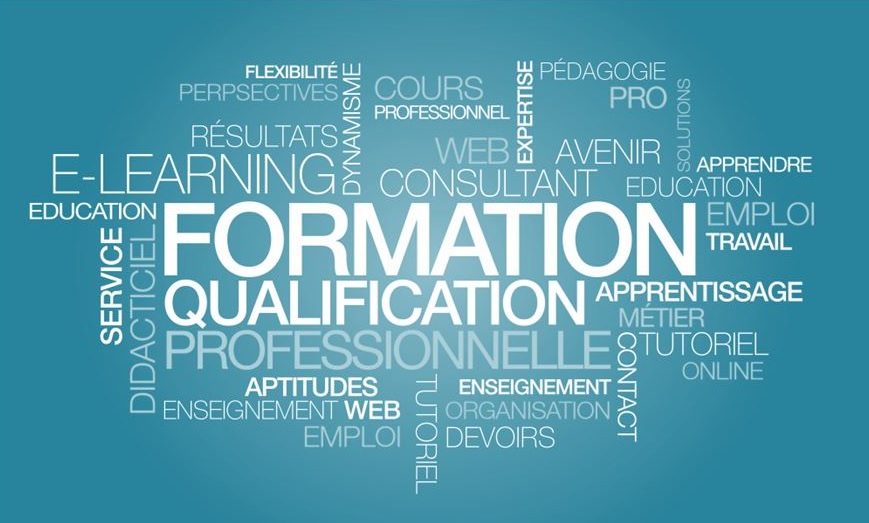 FLEXIBILITÉ
PERPSECTIVES
DYNAMISME
COURS
PROFESSIONNEL
EXPERTISE
PÉDAGOGIE
PRO
SOLUTIONS
RÉSULTATS
WEB
AVENIR
E-LEARNING
CONSULTANT
APPRENDRE
EDUCATION
EDUCATION
FORMATION
EMPLOI
TRAVAIL
SERVICE
DIDACTICIEL
QUALIFICATION
APPRENTISSAGE
MÉTIER
PROFESSIONNELLE
CONTACT
TUTORIEL
ONLINE
APTITUDES
TUTORIEL
ENSEIGNEMENT
ENSEIGNEMENT WEB
ORGANISATION
EMPLOI
DEVOIRS